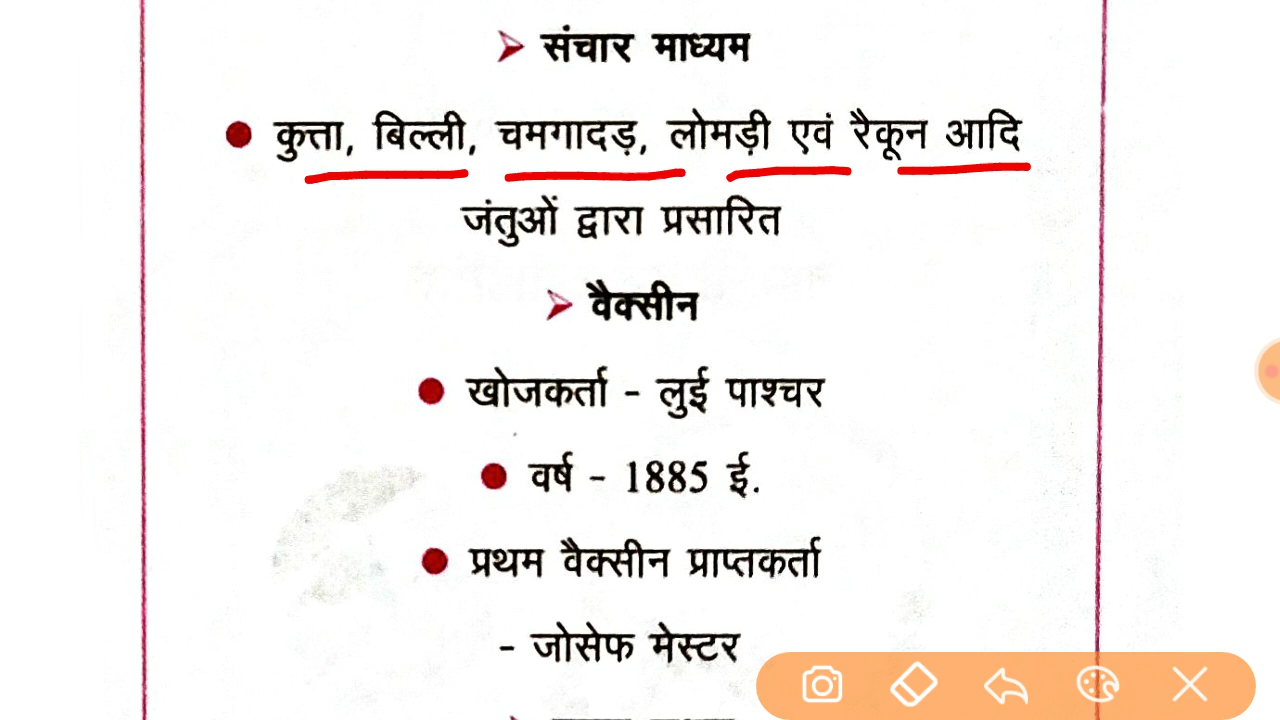 ➢ संचार माध्यम
● कुत्ता, बिल्ली, चमगादड़, लोमड़ी एवं रैकून आदि
जंतुओं द्वारा प्रसारित
➢ वैक्सीन
● खोजकर्ता - लुई पाश्चर
● वर्ष - 1885 ई.
● प्रथम वैक्सीन प्राप्तकर्ता
- जोसेफ मेस्टर